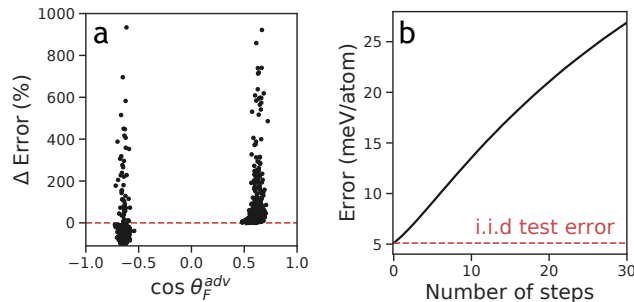 a
1000
800
600
400
200
0
Δ Error (%)
−1.0
−0.5
0.0
0.5
1.0
cos θ_F^adv
b
25
20
15
10
5
Error (meV/atom)
i.i.d test error
0
10
20
30
Number of steps